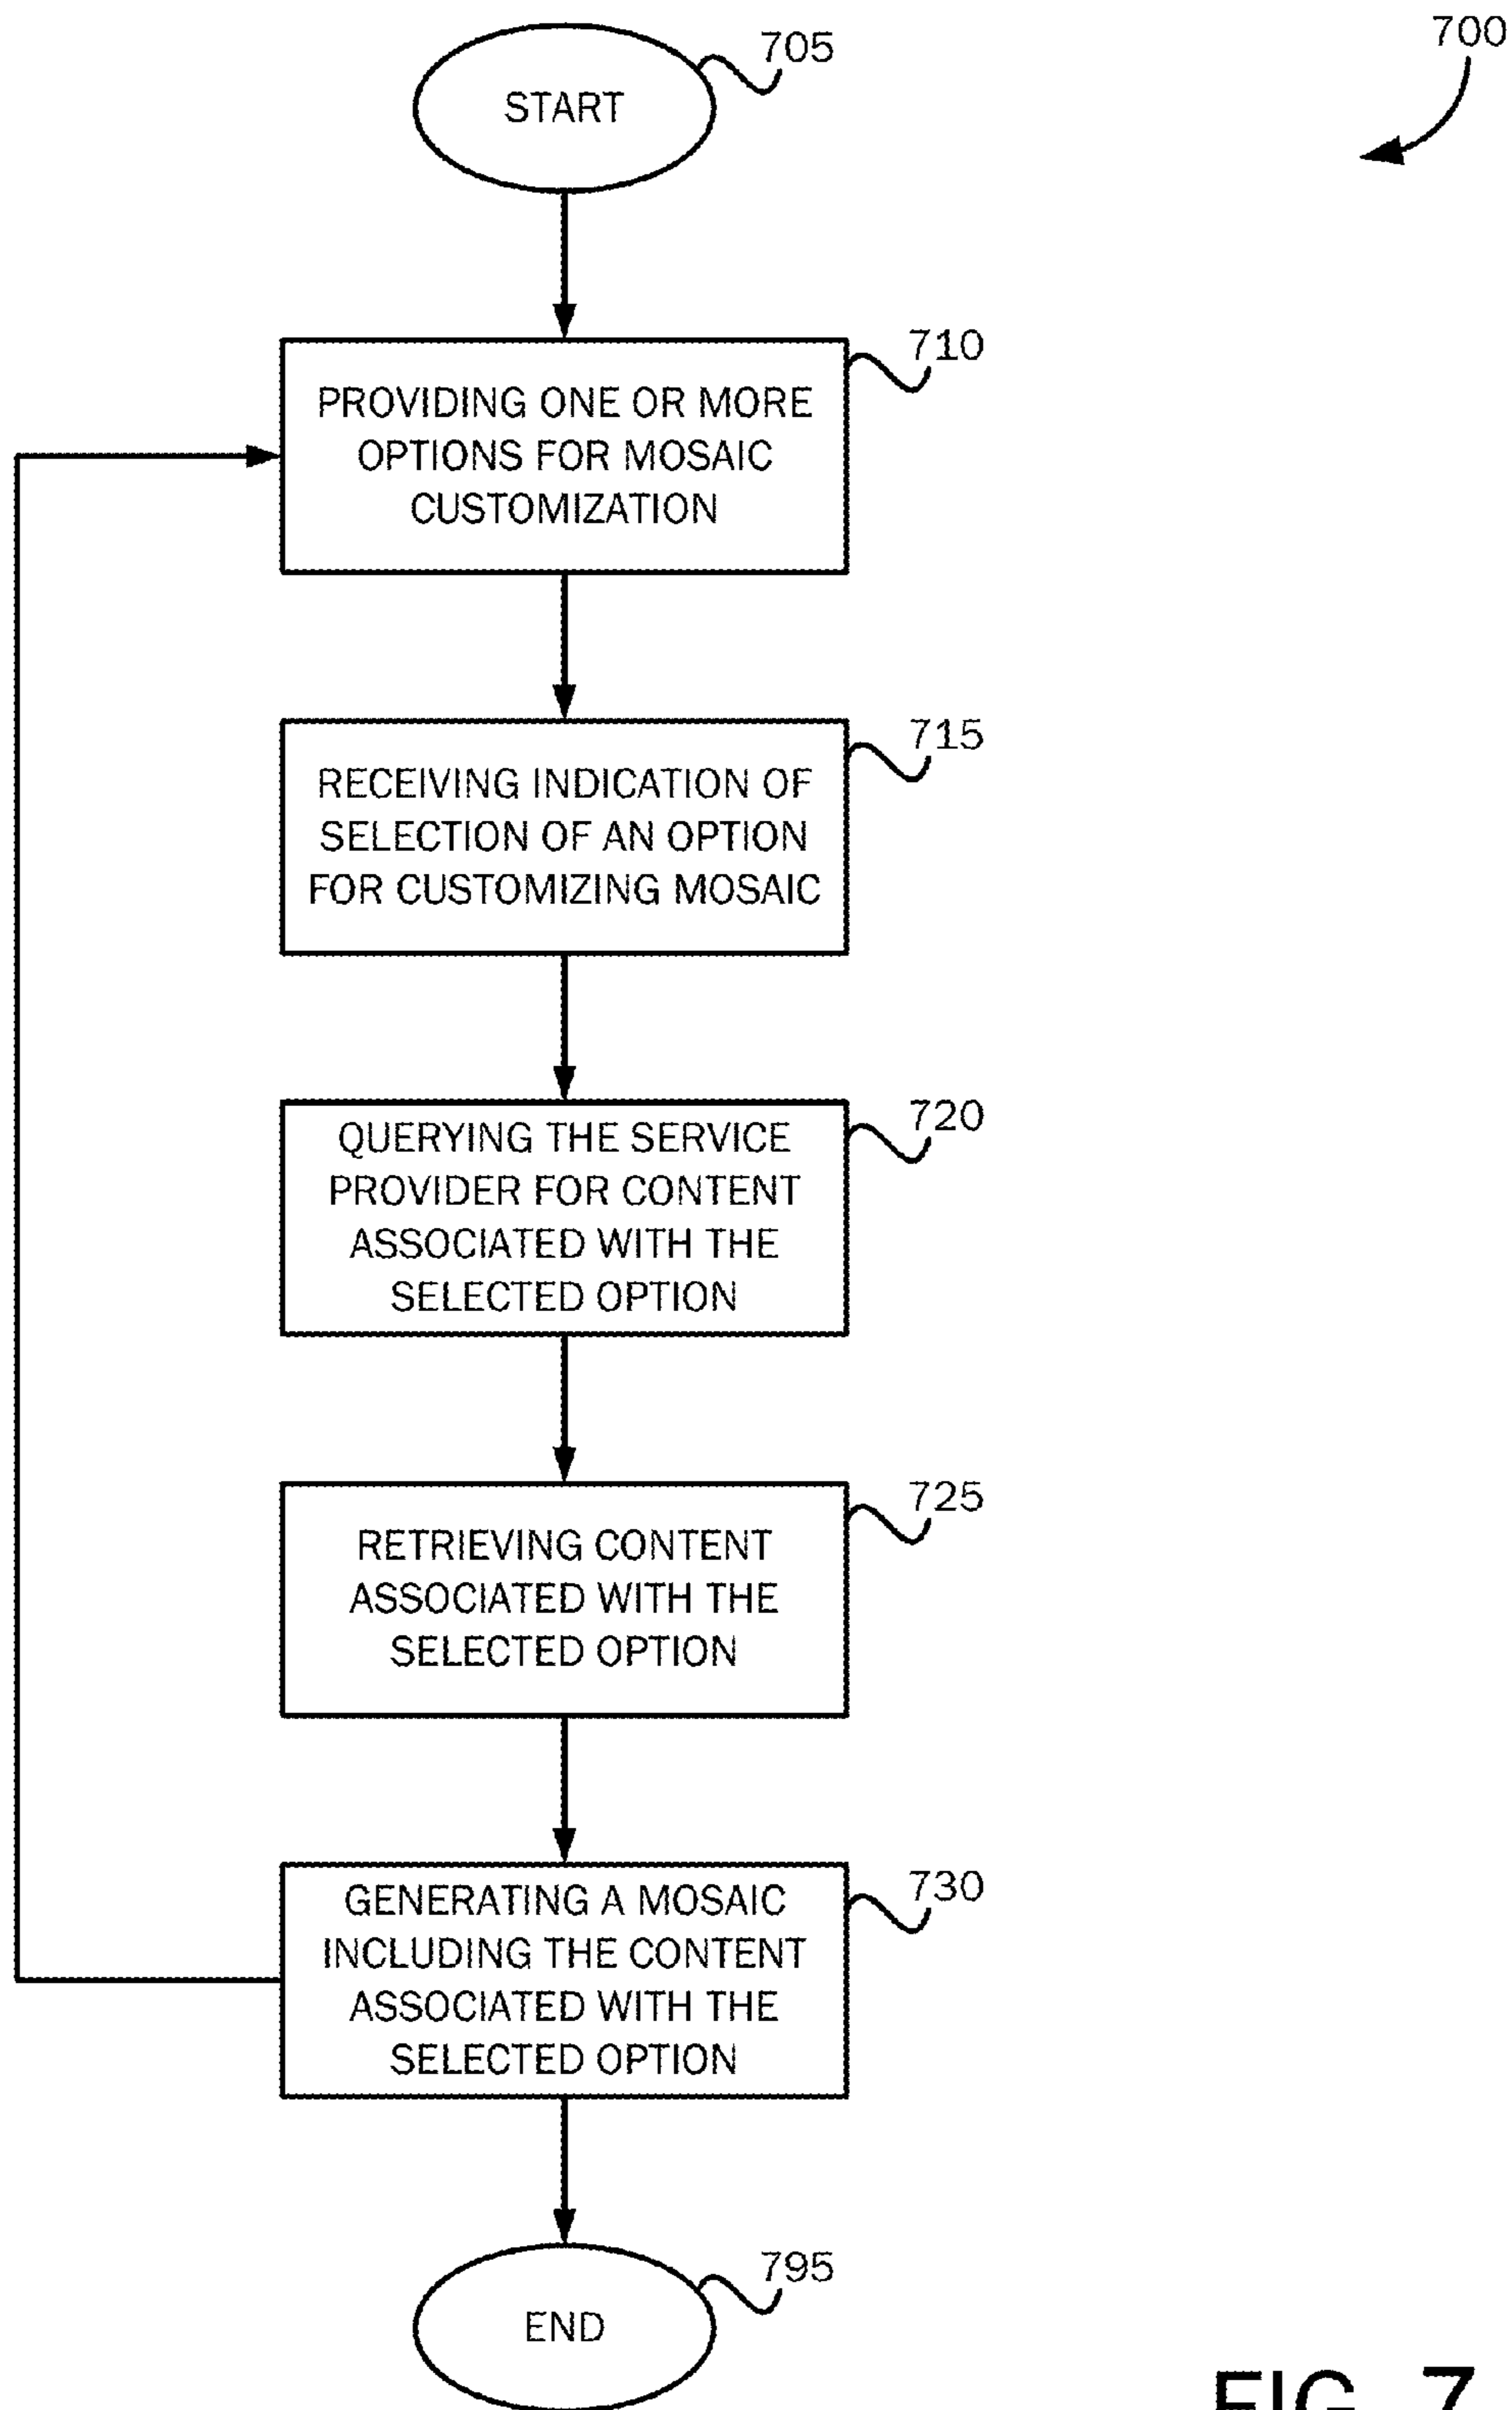 700
705
START
710
PROVIDING ONE OR MORE
OPTIONS FOR MOSAIC
CUSTOMIZATION
715
RECEIVING INDICATION OF
SELECTION OF AN OPTION
FOR CUSTOMIZING MOSAIC
720
QUERYING THE SERVICE
PROVIDER FOR CONTENT
ASSOCIATED WITH THE
SELECTED OPTION
725
RETRIEVING CONTENT
ASSOCIATED WITH THE
SELECTED OPTION
730
GENERATING A MOSAIC
INCLUDING THE CONTENT
ASSOCIATED WITH THE
SELECTED OPTION
795
END
FIG. 7